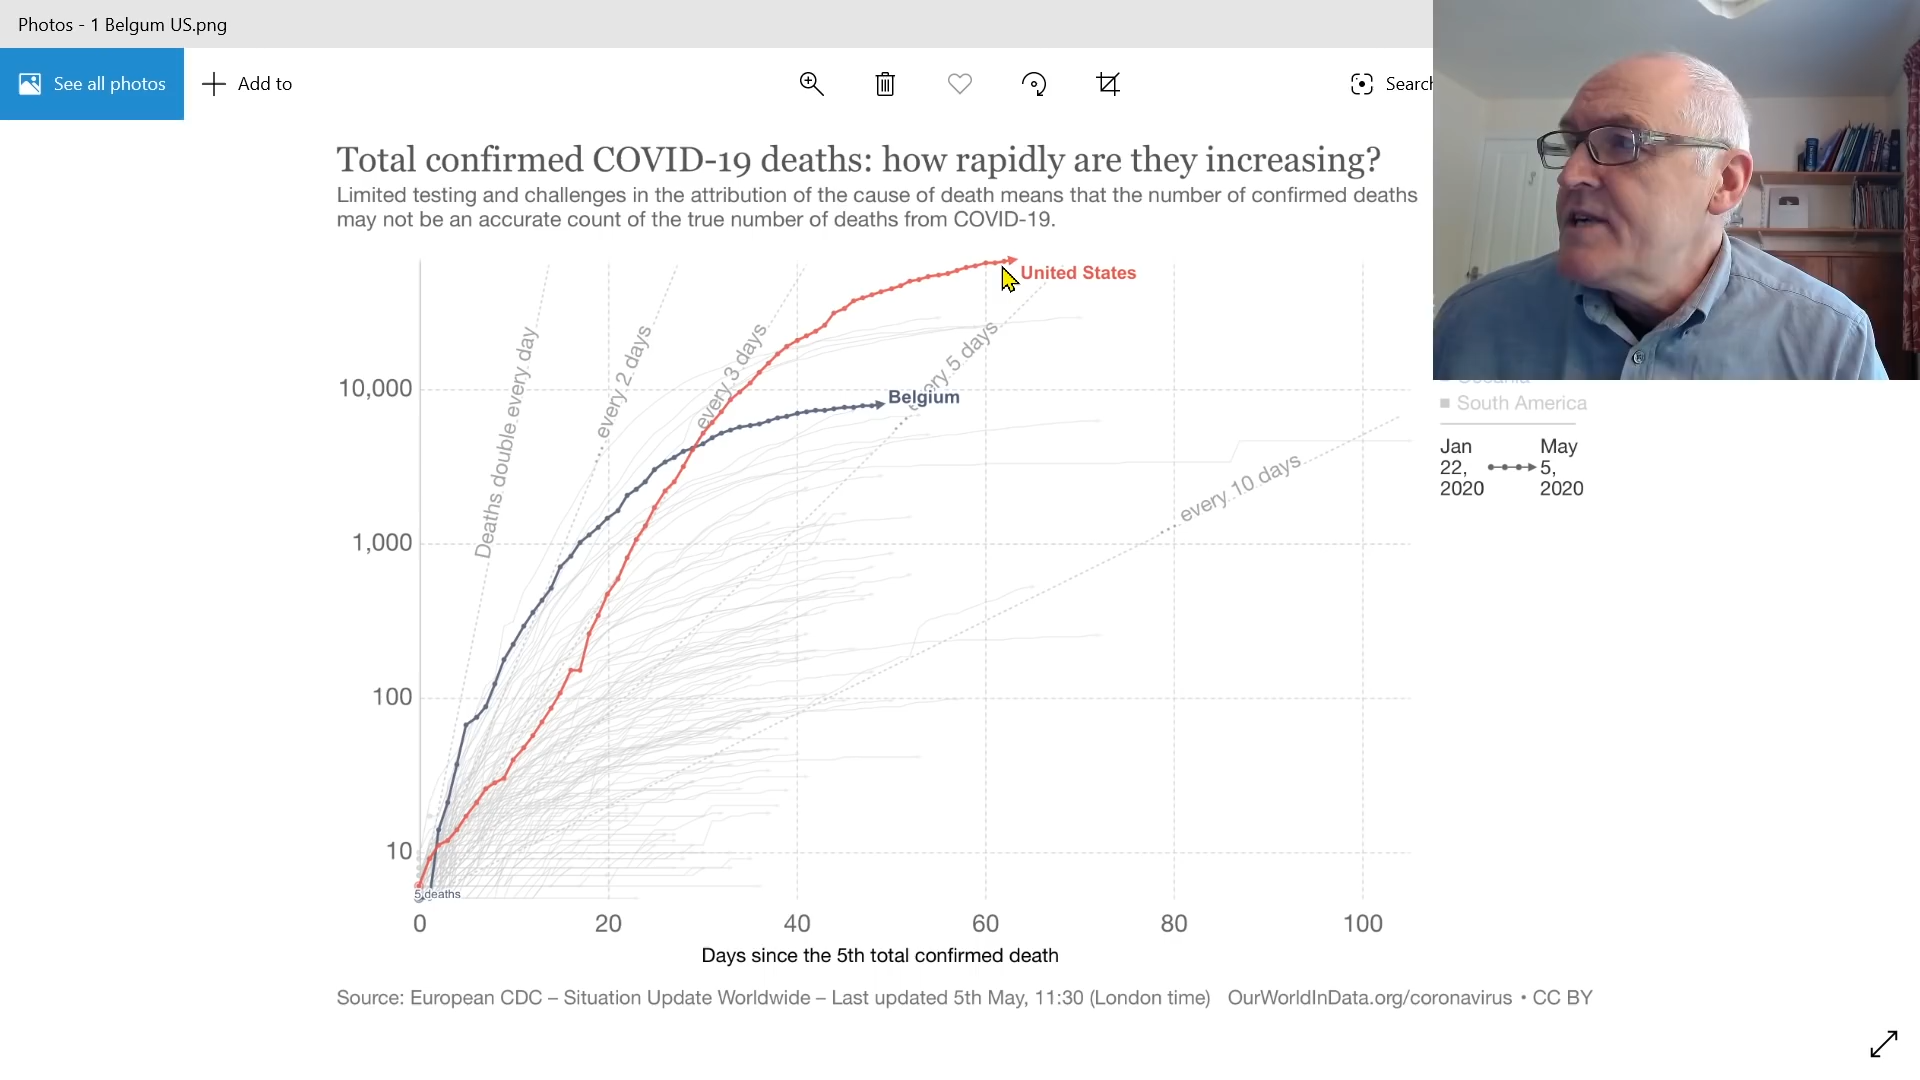 Photos - 1 Belgum US.png
See all photos
Add to
Search
Total confirmed COVID-19 deaths: how rapidly are they increasing?
Limited testing and challenges in the attribution of the cause of death means that the number of confirmed deaths
may not be an accurate count of the true number of deaths from COVID-19.
United States
Deaths double every day
every 2 days
every 3 days
every 5 days
10,000
Belgium
Oceania
South America
Jan
22,
2020
May
5,
2020
every 10 days
1,000
100
10
5 deaths
0
20
40
60
80
100
Days since the 5th total confirmed death
Source: European CDC – Situation Update Worldwide – Last updated 5th May, 11:30 (London time)
OurWorldInData.org/coronavirus • CC BY